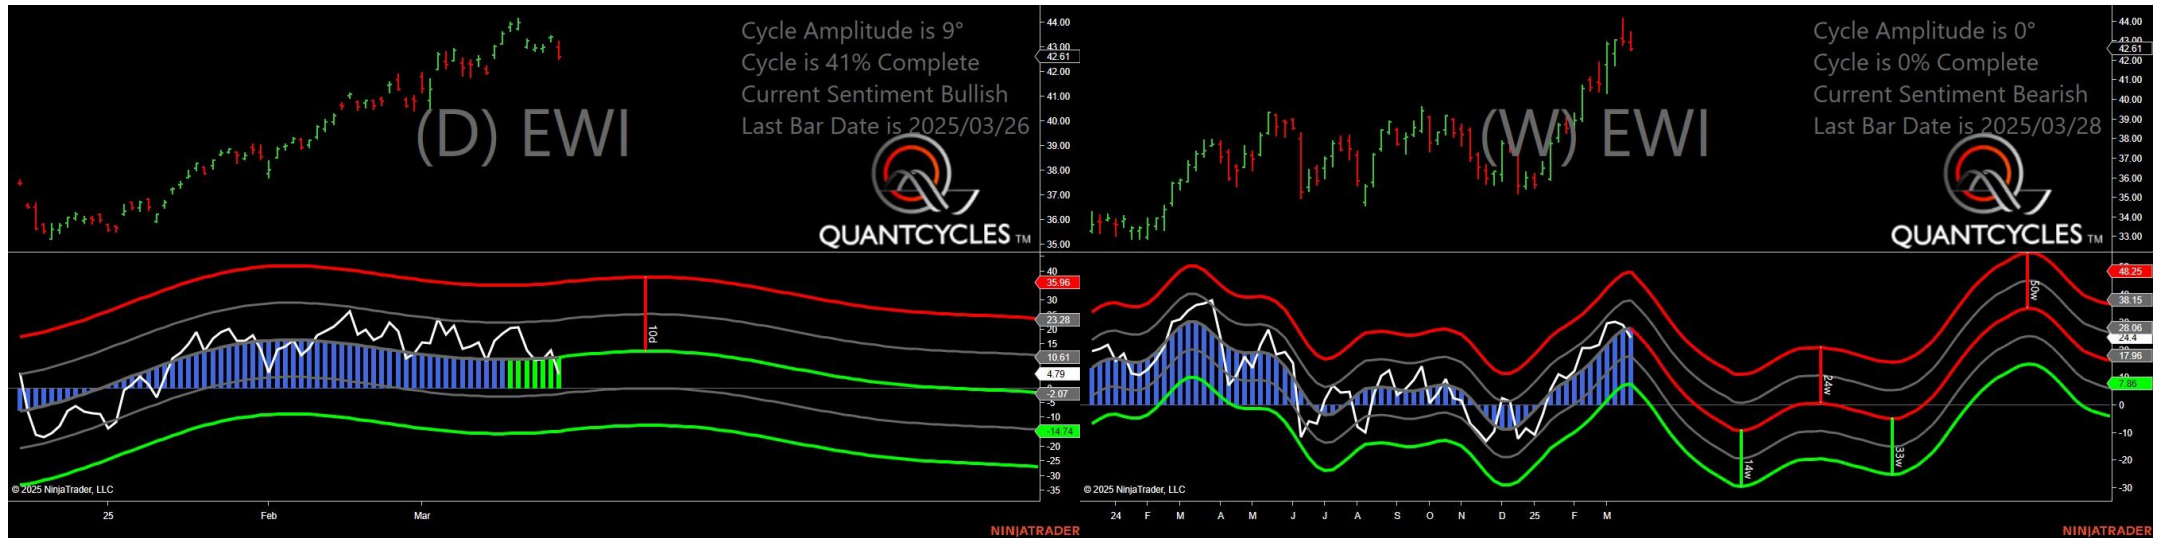 Cycle Amplitude is 9°
Cycle is 41% Complete
Current Sentiment Bullish
Last Bar Date is 2025/03/26
(D) EWI
QUANTCYCLES TM
44.00
43.00
42.61
42.00
41.00
40.00
39.00
38.00
37.00
36.00
35.00
40
35.96
30
23.28
20
15
10.61
4.79
-2.07
-5
-10
-14.74
-20
-25
-30
-35
10d
© 2025 NinjaTrader, LLC
25
Feb
Mar
NINJATRADER
Cycle Amplitude is 0°
Cycle is 0% Complete
Current Sentiment Bearish
Last Bar Date is 2025/03/28
(W) EWI
QUANTCYCLES TM
44.00
43.00
42.61
42.00
41.00
40.00
39.00
38.00
37.00
36.00
35.00
34.00
33.00
48.25
38.15
28.06
24.4
17.96
7.86
0
-10
-20
-30
14w
24w
33w
50w
© 2025 NinjaTrader, LLC
24 F M A M J J A S O N D 25 F M
NINJATRADER